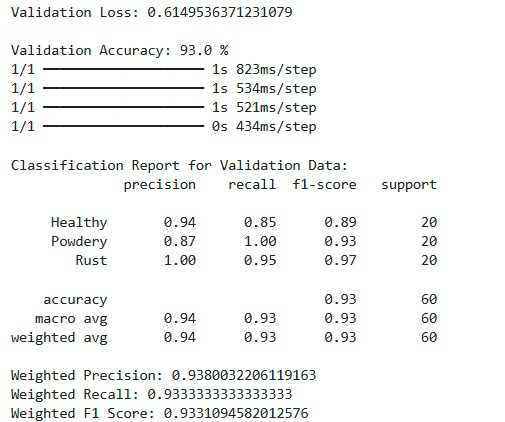 Validation Loss: 0.6149536371231079
Validation Accuracy: 93.0 %
1/1 ━━━━━━━━━━━━━━━━━━━━ 1s 823ms/step
1/1 ━━━━━━━━━━━━━━━━━━━━ 1s 534ms/step
1/1 ━━━━━━━━━━━━━━━━━━━━ 1s 521ms/step
1/1 ━━━━━━━━━━━━━━━━━━━━ 0s 434ms/step
Classification Report for Validation Data:
precision recall f1-score support
Healthy 0.94 0.85 0.89 20
Powdery 0.87 1.00 0.93 20
Rust 1.00 0.95 0.97 20
accuracy 0.93 60
macro avg 0.94 0.93 0.93 60
weighted avg 0.94 0.93 0.93 60
Weighted Precision: 0.9380032206119163
Weighted Recall: 0.9333333333333333
Weighted F1 Score: 0.9331094582012576